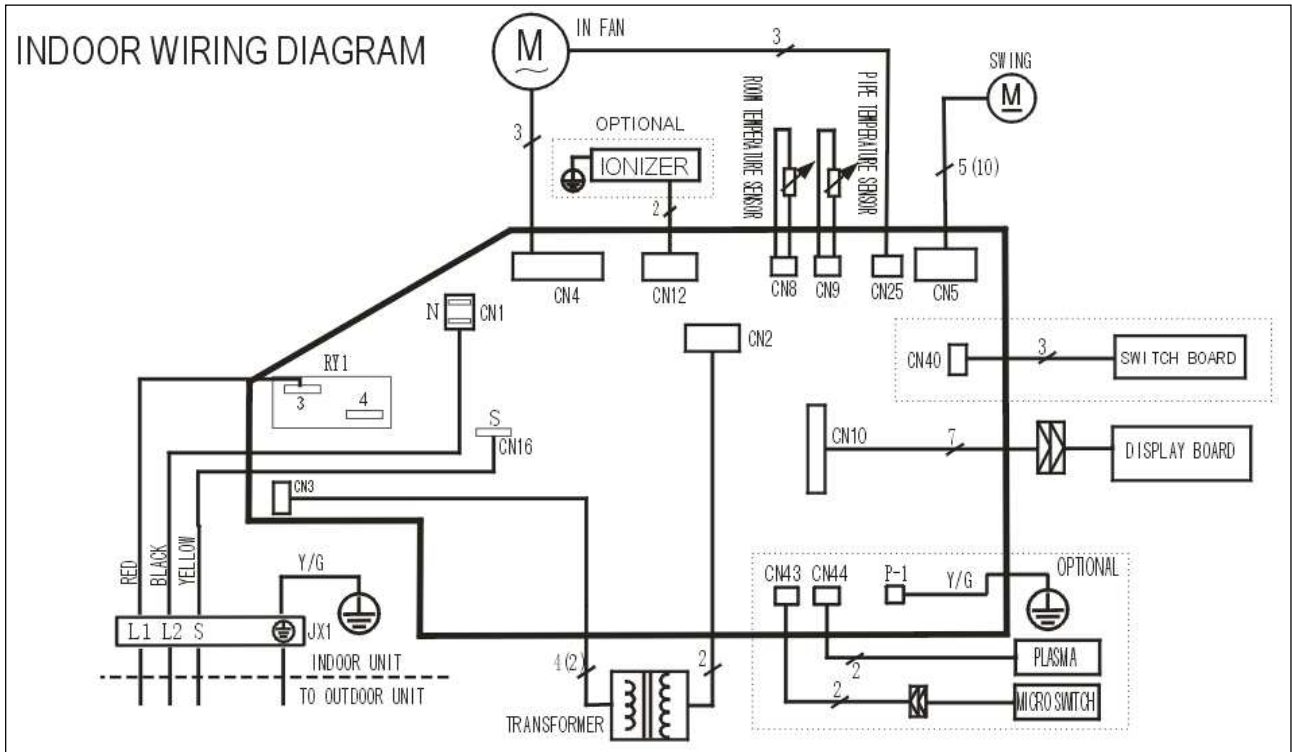 INDOOR WIRING DIAGRAM
M
IN FAN
3
3
OPTIONAL
IONIZER
2
ROOM TEMPERATURE SENSOR
PIPE TEMPERATURE SENSOR
SWING
M
5(10)
CN4
CN12
CN8
CN9
CN25
CN5
N
CN1
CN2
RY1
3
4
S
CN16
CN3
CN40
3
SWITCH BOARD
CN10
7
DISPLAY BOARD
RED
BLACK
YELLOW
Y/G
L1 L2 S
JX1
INDOOR UNIT
TO OUTDOOR UNIT
4(2)
TRANSFORMER
2
CN43
CN44
P-1
Y/G
OPTIONAL
2
PLASMA
2
MICRO SWITCH